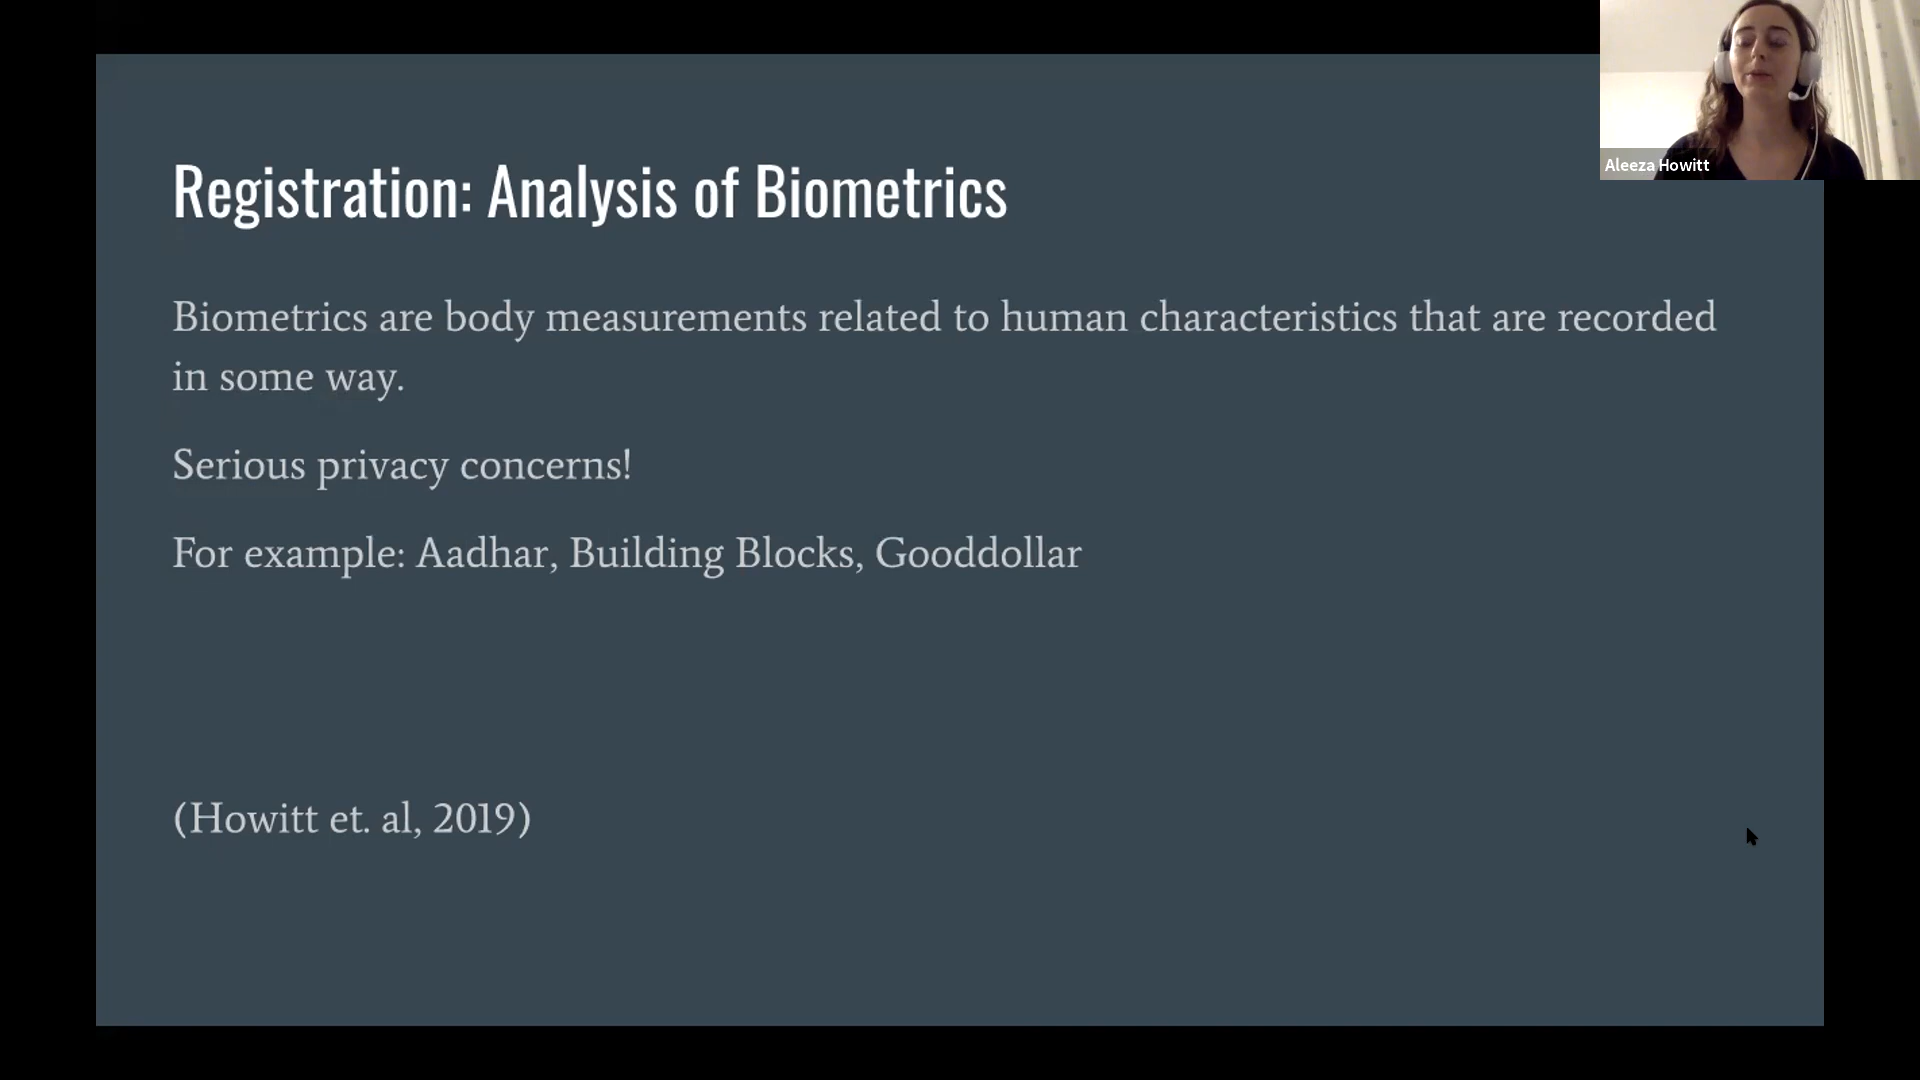 Registration: Analysis of Biometrics
Biometrics are body measurements related to human characteristics that are recorded
in some way.
Serious privacy concerns!
For example: Aadhar, Building Blocks, Gooddollar
(Howitt et. al, 2019)
Aleeza Howitt